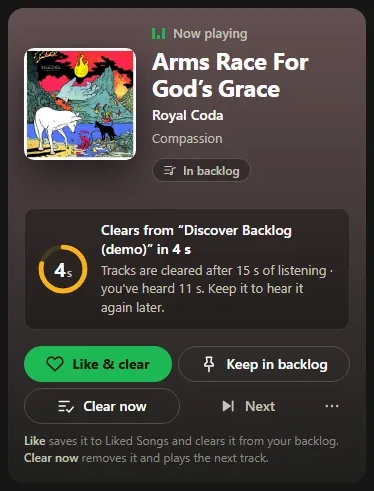 Now playing
Arms Race For
God's Grace
Royal Coda
Compassion
In backlog
Clears from “Discover Backlog
(demo)” in 4 s
4s
Tracks are cleared after 15 s of listening ·
you've heard 11 s. Keep it to hear it
again later.
Like & clear
Keep in backlog
Clear now
Next
Like saves it to Liked Songs and clears it from your backlog.
Clear now removes it and plays the next track.